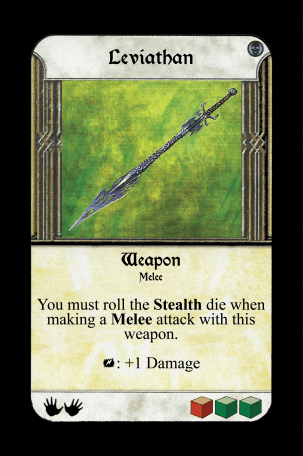 Leviathan
Weapon
Melee
You must roll the Stealth die when
making a Melee attack with this
weapon.
: +1 Damage